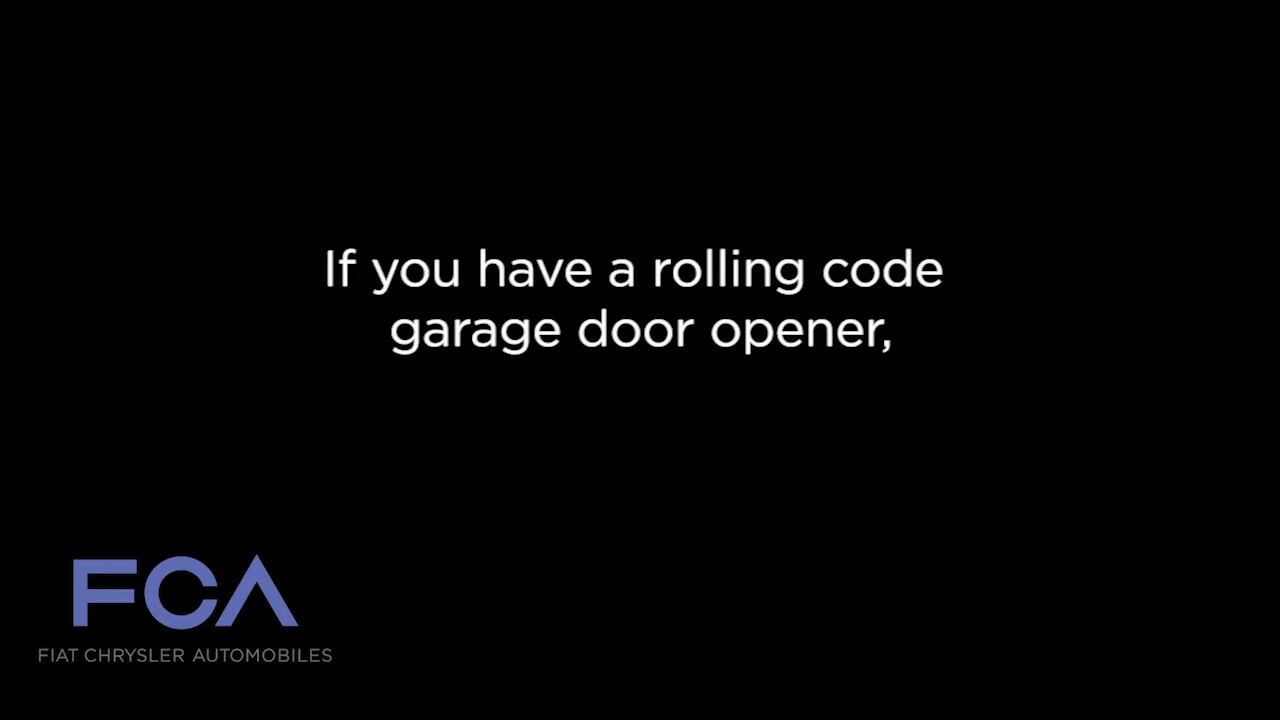 If you have a rolling code
garage door opener,
FCA
FIAT CHRYSLER AUTOMOBILES